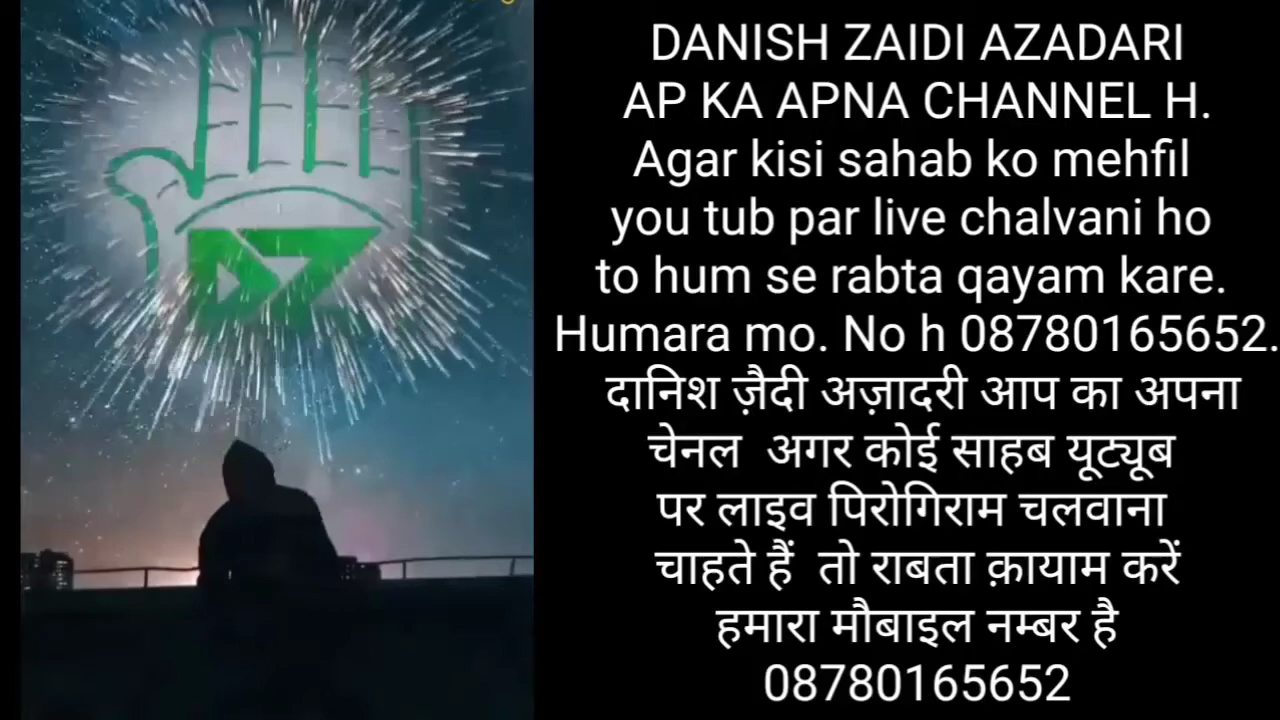 DANISH ZAIDI AZADARI
AP KA APNA CHANNEL H.
Agar kisi sahab ko mehfil
you tub par live chalvani ho
to hum se rabta qayam kare.
Humara mo. No h 08780165652.
दानिश ज़ैदी अज़ादरी आप का अपना
चेनल  अगर कोई साहब यूट्यूब
पर लाइव पिरोगिराम चलवाना
चाहते हैं  तो राबता क़ायाम करें
हमारा मौबाइल नम्बर है
08780165652